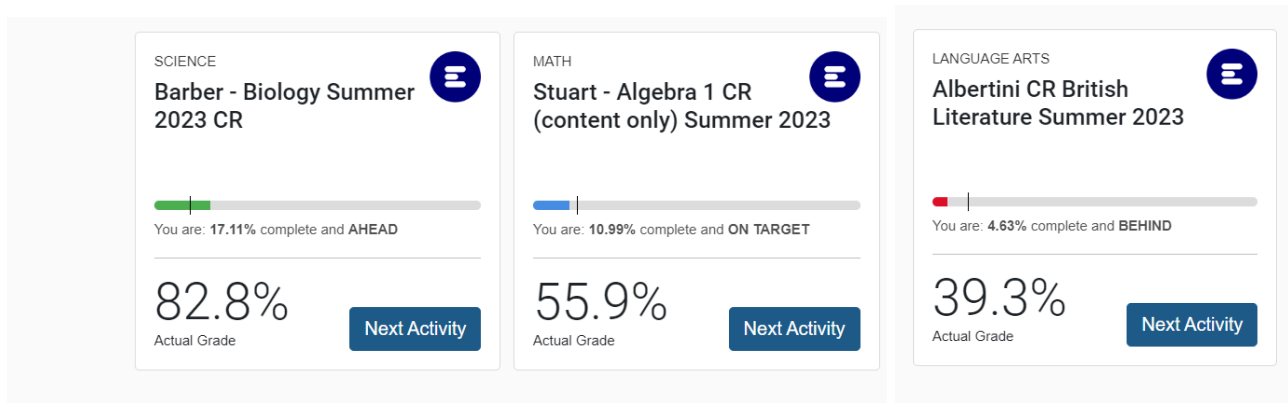 SCIENCE
Barber - Biology Summer
2023 CR
You are: 17.11% complete and AHEAD
82.8%
Actual Grade
Next Activity
MATH
Stuart - Algebra 1 CR
(content only) Summer 2023
You are: 10.99% complete and ON TARGET
55.9%
Actual Grade
Next Activity
LANGUAGE ARTS
Albertini CR British
Literature Summer 2023
You are: 4.63% complete and BEHIND
39.3%
Actual Grade
Next Activity